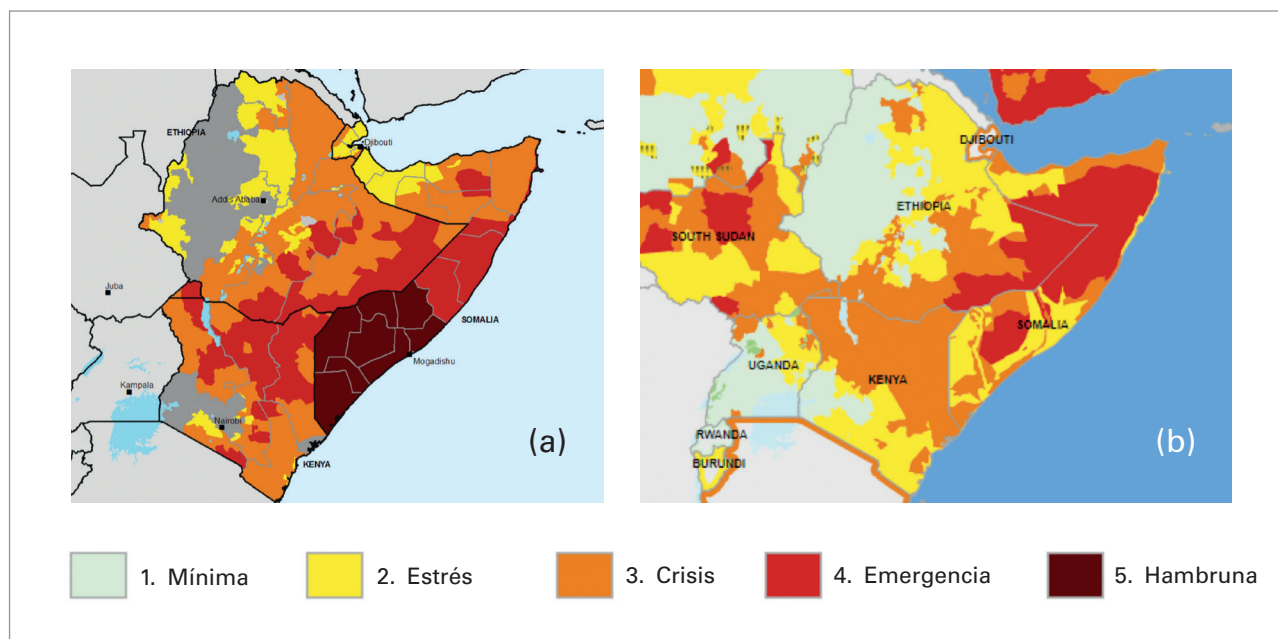 ETHIOPIA
Djibouti
Addis Ababa
Juba
SOMALIA
Mogadishu
Kampala
Nairobi
KENYA
(a)
DJIBOUTI
ETHIOPIA
SOUTH SUDAN
SOMALIA
UGANDA
KENYA
RWANDA
BURUNDI
(b)
1. Mínima
2. Estrés
3. Crisis
4. Emergencia
5. Hambruna